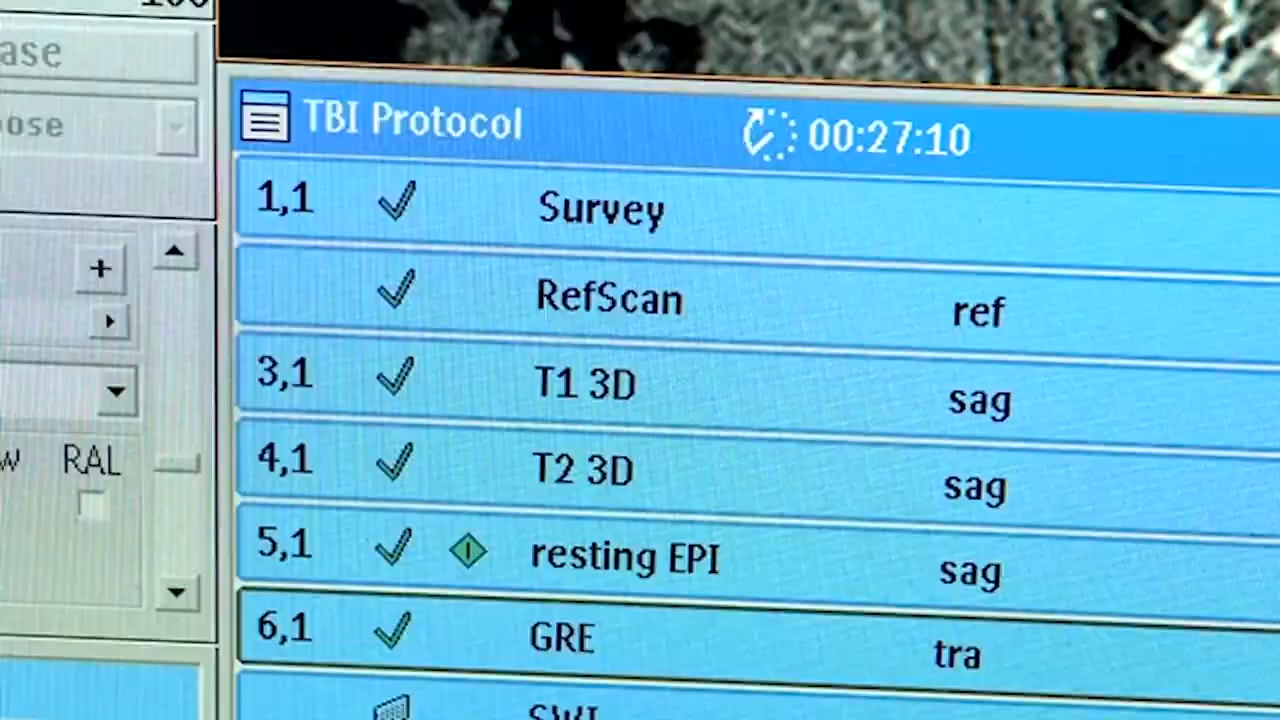 ase
TBI Protocol 00:27:10
1,1 Survey
RefScan ref
3,1 T1 3D sag
4,1 T2 3D sag
RAL
5,1 resting EPI sag
6,1 GRE tra
SWI